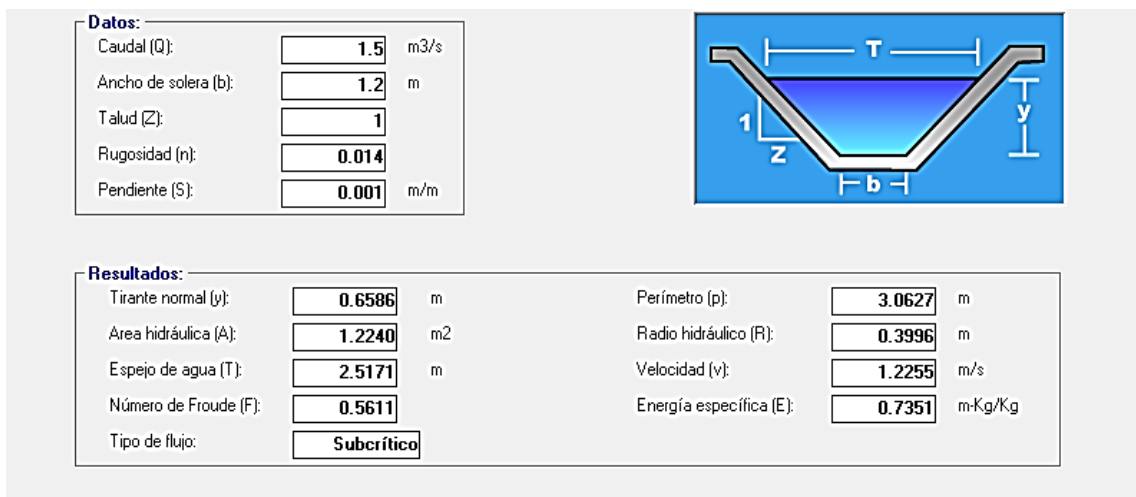 Datos:
Caudal (Q): 1.5 m3/s
Ancho de solera (b): 1.2 m
Talud (Z): 1
Rugosidad (n): 0.014
Pendiente (S): 0.001 m/m
T
y
1
Z
b
Resultados:
Tirante normal (y): 0.6586 m Perímetro (p): 3.0627 m
Area hidráulica (A): 1.2240 m2 Radio hidráulico (R): 0.3996 m
Espejo de agua (T): 2.5171 m Velocidad (v): 1.2255 m/s
Número de Froude (F): 0.5611 Energía específica (E): 0.7351 m-Kg/Kg
Tipo de flujo: Subcrítico